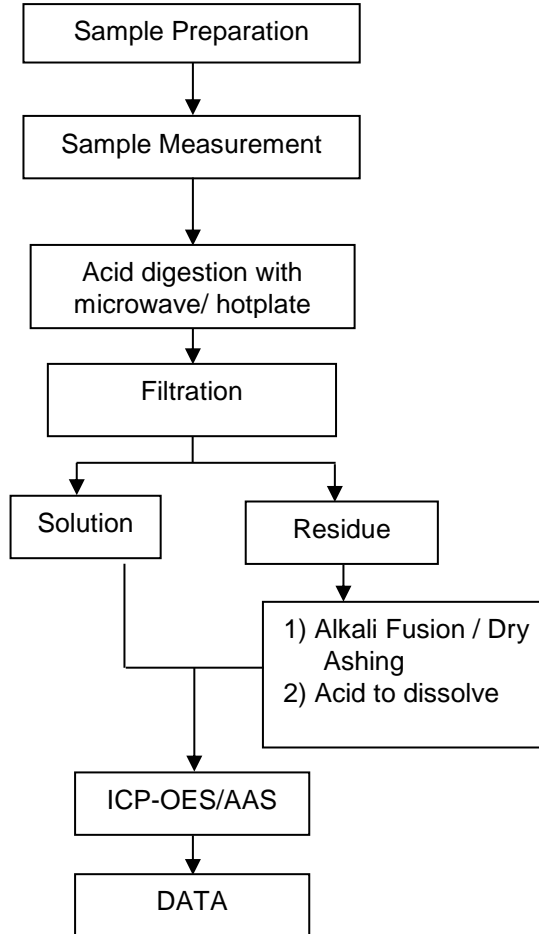 Sample Preparation
Sample Measurement
Acid digestion with
microwave/ hotplate
Filtration
Solution
Residue
1) Alkali Fusion / Dry
Ashing
2) Acid to dissolve
ICP-OES/AAS
DATA